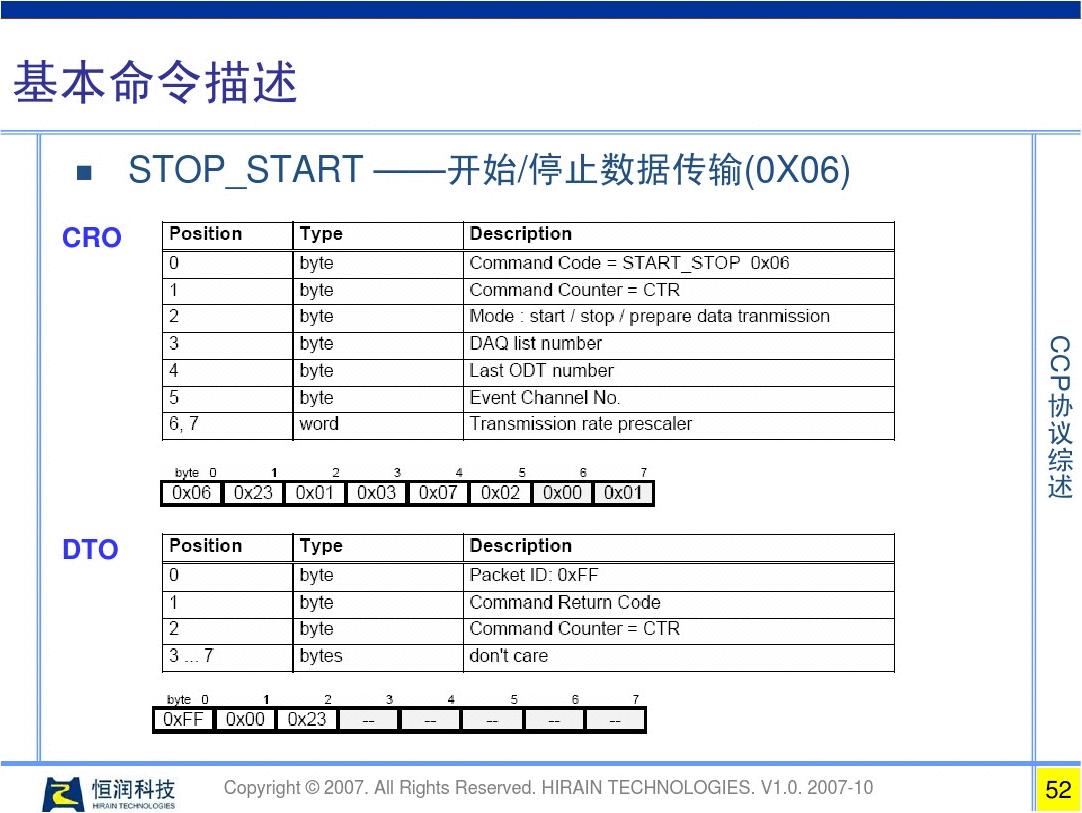 基本命令描述
STOP_START ——开始/停止数据传输(0X06)
CRO
Position Type Description
0 byte Command Code = START_STOP 0x06
1 byte Command Counter = CTR
2 byte Mode : start / stop / prepare data tranmission
3 byte DAQ list number
4 byte Last ODT number
5 byte Event Channel No.
6, 7 word Transmission rate prescaler
byte 0 1 2 3 4 5 6 7
0x06 0x23 0x01 0x03 0x07 0x02 0x00 0x01
DTO
Position Type Description
0 byte Packet ID: 0xFF
1 byte Command Return Code
2 byte Command Counter = CTR
3 ... 7 bytes don't care
byte 0 1 2 3 4 5 6 7
0xFF 0x00 0x23 -- -- -- -- --
CCP协议综述
恒润科技
HIRAIN TECHNOLOGIES
Copyright © 2007. All Rights Reserved. HIRAIN TECHNOLOGIES. V1.0. 2007-10
52